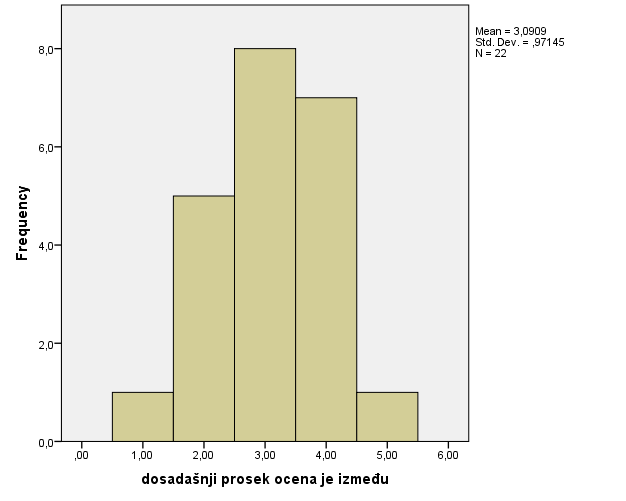 Mean = 3,0909
Std. Dev. = ,97145
N = 22
Frequency
8,0
6,0
4,0
2,0
0,0
,00 1,00 2,00 3,00 4,00 5,00 6,00
dosadašnji prosek ocena je između